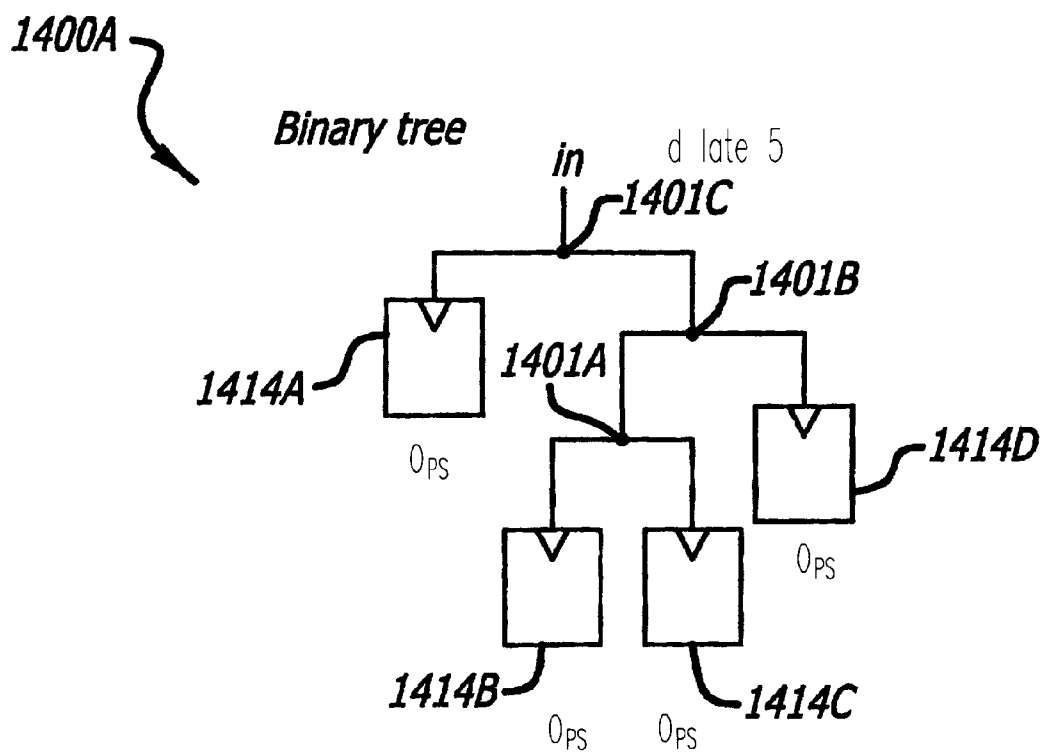 1400A
Binary tree
in
d late 5
1401C
1401B
1401A
1414A
0PS
1414D
0PS
1414B
1414C
0PS
0PS